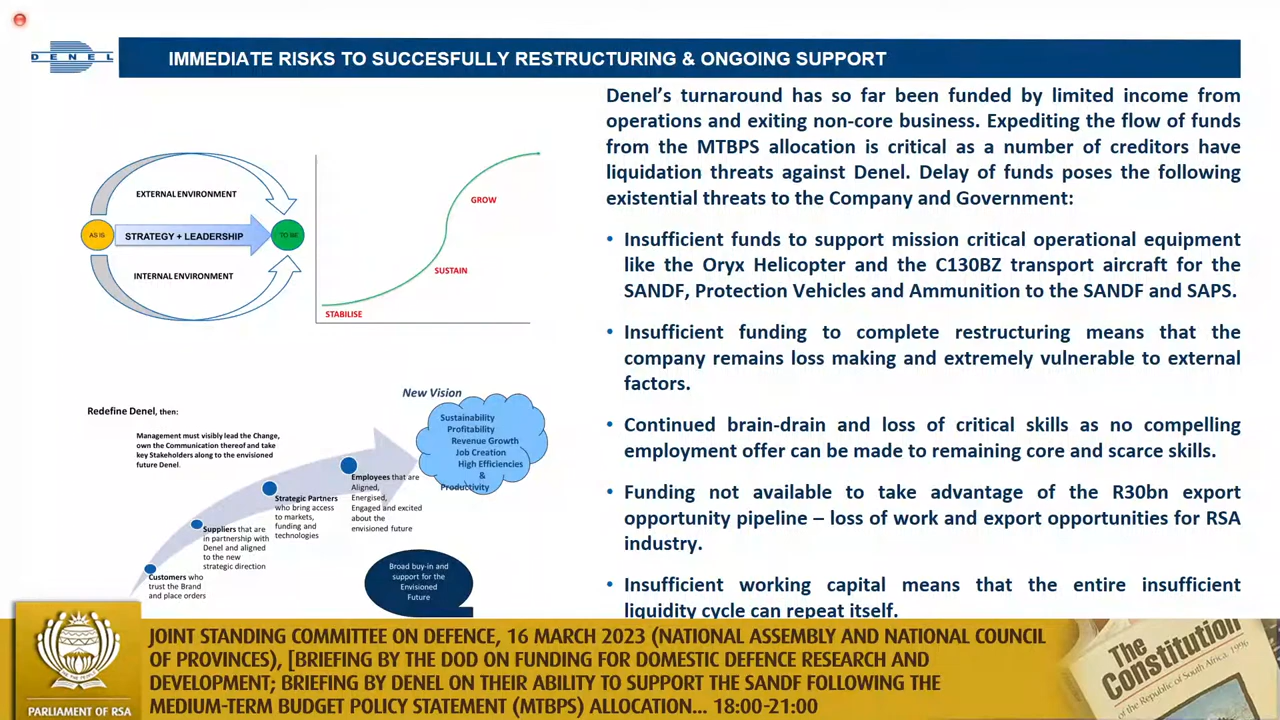 DENEL
IMMEDIATE RISKS TO SUCCESFULLY RESTRUCTURING & ONGOING SUPPORT
EXTERNAL ENVIRONMENT
AS IS
STRATEGY + LEADERSHIP
TO BE
INTERNAL ENVIRONMENT
GROW
SUSTAIN
STABILISE
Redefine Denel, then:
Management must visibly lead the Change,
own the Communication thereof and take
key Stakeholders along to the envisioned
future Denel.
New Vision
Sustainability
Profitability
Revenue Growth
Job Creation
High Efficiencies
&
Productivity
Employees that are
Aligned,
Energised,
Engaged and excited
about the
envisioned future
Strategic Partners
who bring access
to markets,
funding and
technologies
Suppliers that are
in partnership with
Denel and aligned
to the new
strategic direction
Customers who
trust the Brand
and place orders
Broad buy-in and
support for the
Envisioned
Future
Denel’s turnaround has so far been funded by limited income from
operations and exiting non-core business. Expediting the flow of funds
from the MTBPS allocation is critical as a number of creditors have
liquidation threats against Denel. Delay of funds poses the following
existential threats to the Company and Government:
• Insufficient funds to support mission critical operational equipment
like the Oryx Helicopter and the C130BZ transport aircraft for the
SANDF, Protection Vehicles and Ammunition to the SANDF and SAPS.
• Insufficient funding to complete restructuring means that the
company remains loss making and extremely vulnerable to external
factors.
• Continued brain-drain and loss of critical skills as no compelling
employment offer can be made to remaining core and scarce skills.
• Funding not available to take advantage of the R30bn export
opportunity pipeline – loss of work and export opportunities for RSA
industry.
• Insufficient working capital means that the entire insufficient
liquidity cycle can repeat itself.
PARLIAMENT OF RSA
JOINT STANDING COMMITTEE ON DEFENCE, 16 MARCH 2023 (NATIONAL ASSEMBLY AND NATIONAL COUNCIL
OF PROVINCES), [BRIEFING BY THE DOD ON FUNDING FOR DOMESTIC DEFENCE RESEARCH AND
DEVELOPMENT; BRIEFING BY DENEL ON THEIR ABILITY TO SUPPORT THE SANDF FOLLOWING THE
MEDIUM-TERM BUDGET POLICY STATEMENT (MTBPS) ALLOCATION... 18:00-21:00
The
Constitution
of the Republic of South Africa, 1996